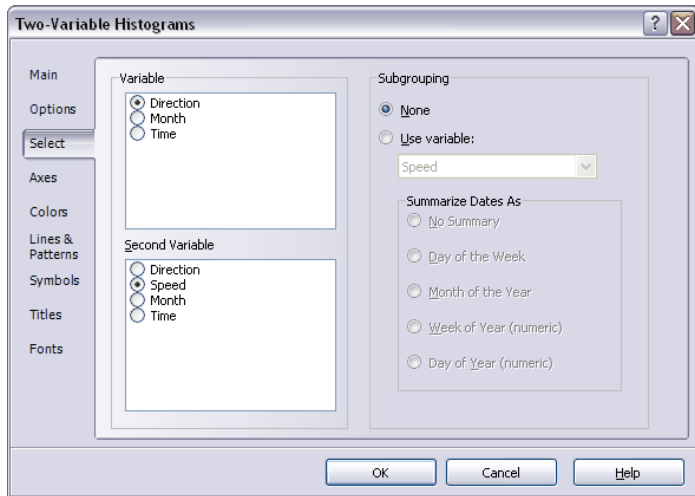 Two-Variable Histograms
Main
Options
Select
Axes
Colors
Lines &
Patterns
Symbols
Titles
Fonts
Variable
Direction
Month
Time
Second Variable
Direction
Speed
Month
Time
Subgrouping
None
Use variable:
Speed
Summarize Dates As
No Summary
Day of the Week
Month of the Year
Week of Year (numeric)
Day of Year (numeric)
OK
Cancel
Help